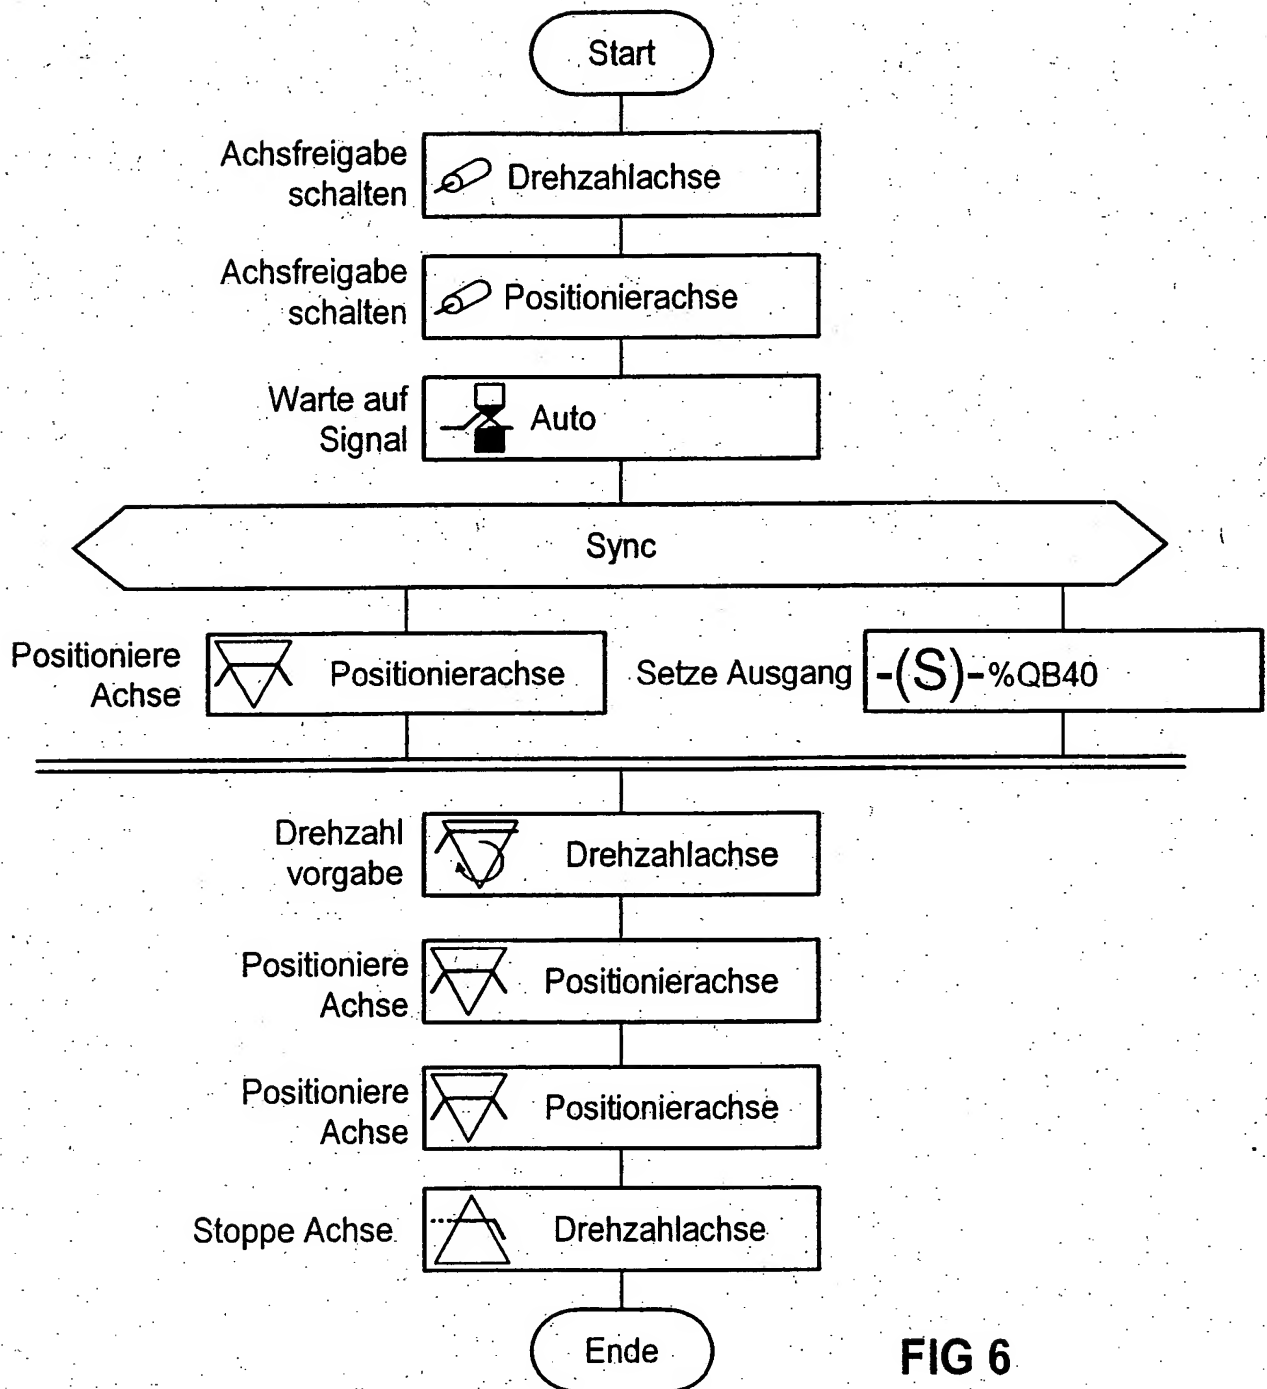 Start
Achsfreigabe
schalten
Drehzahlachse
Achsfreigabe
schalten
Positionierachse
Warte auf
Signal
Auto
Sync
Positioniere
Achse
Positionierachse
Setze Ausgang
-(S)-%QB40
Drehzahl
vorgabe
Drehzahlachse
Positioniere
Achse
Positionierachse
Positioniere
Achse
Positionierachse
Stoppe Achse
Drehzahlachse
Ende
FIG 6